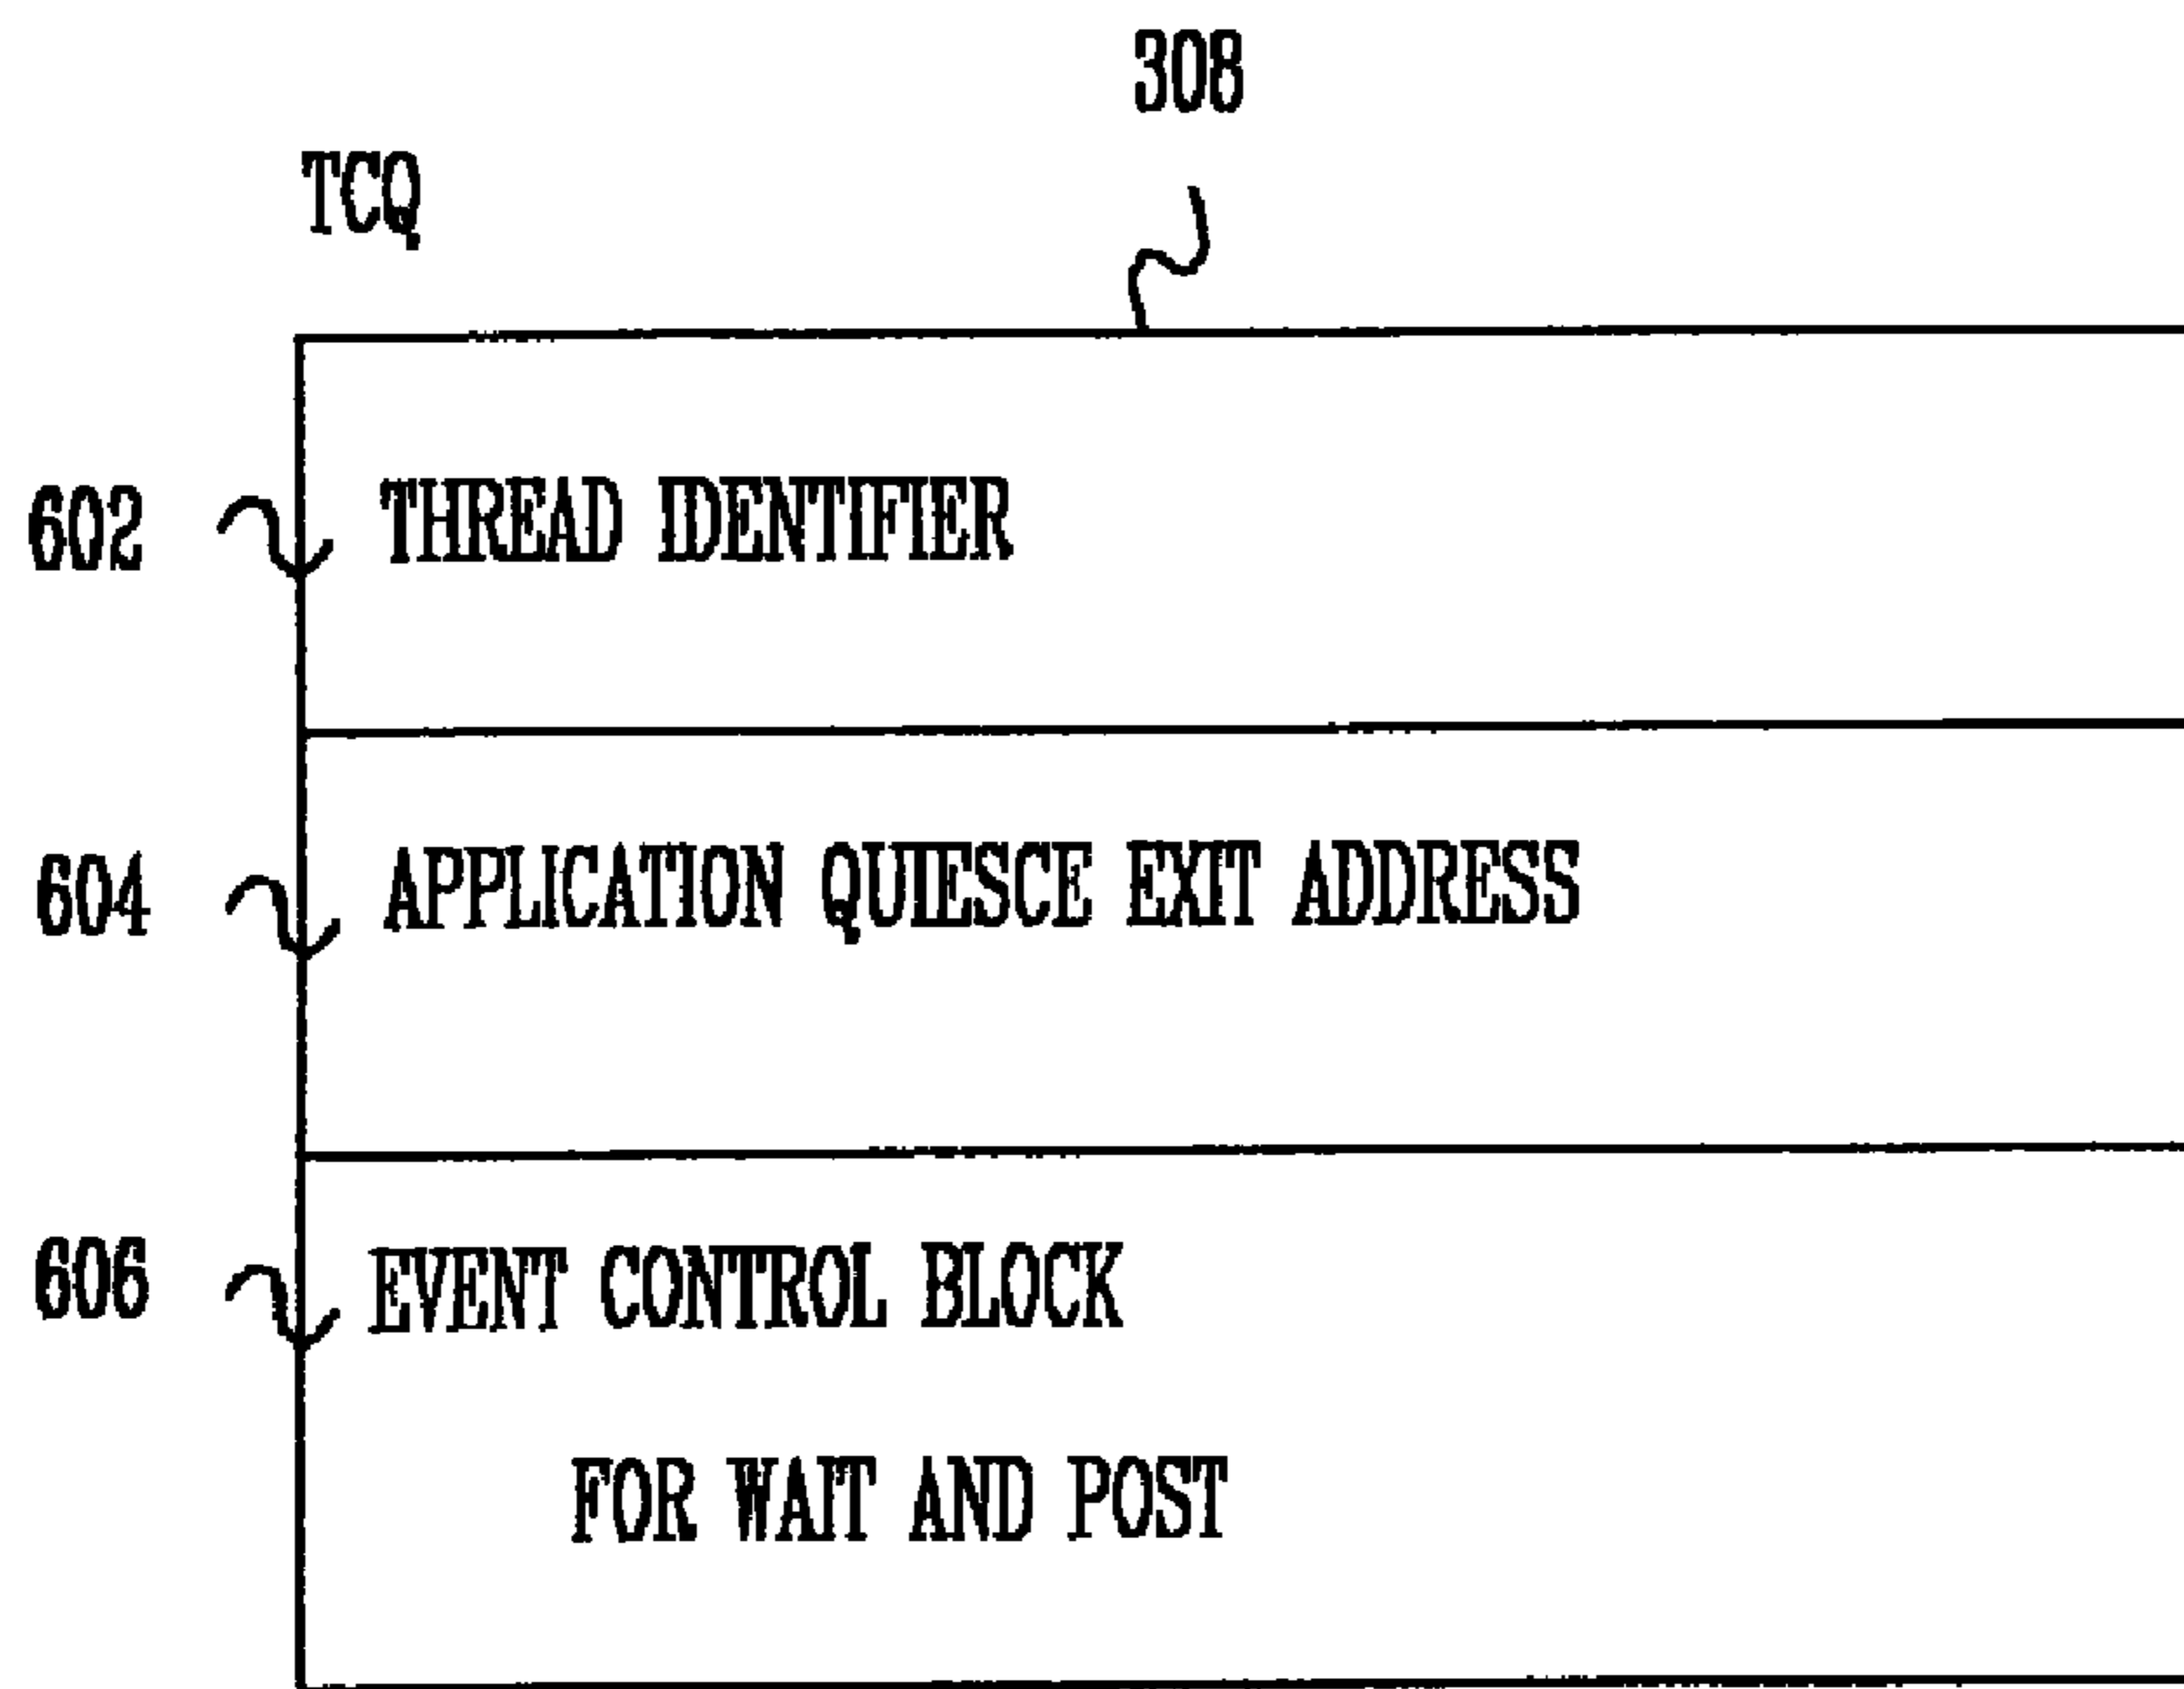 308
TCQ
602 THREAD IDENTIFIER
604 APPLICATION QUIESCE EXIT ADDRESS
606 EVENT CONTROL BLOCK
FOR WAIT AND POST